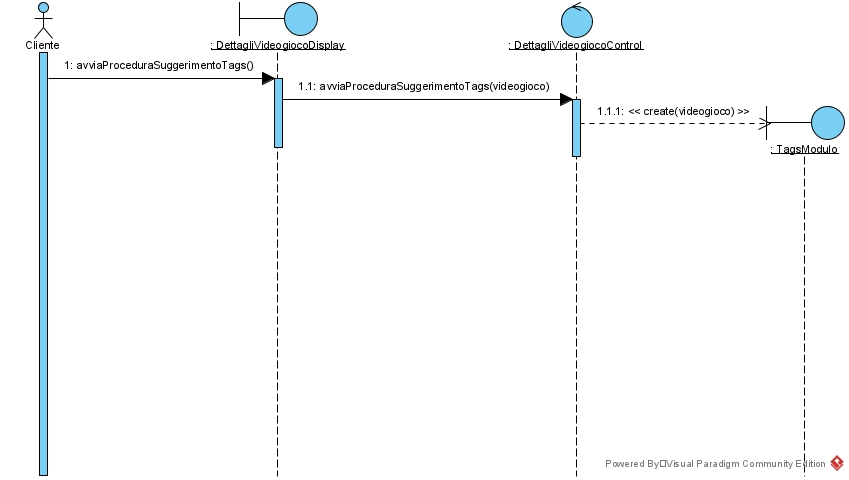 Cliente
: DettagliVideogiocoDisplay
: DettagliVideogiocoControl
1: avviaProceduraSuggerimentoTags()
1.1: avviaProceduraSuggerimentoTags(videogioco)
1.1.1: << create(videogioco) >>
: TagsModulo
Powered By□Visual Paradigm Community Edition